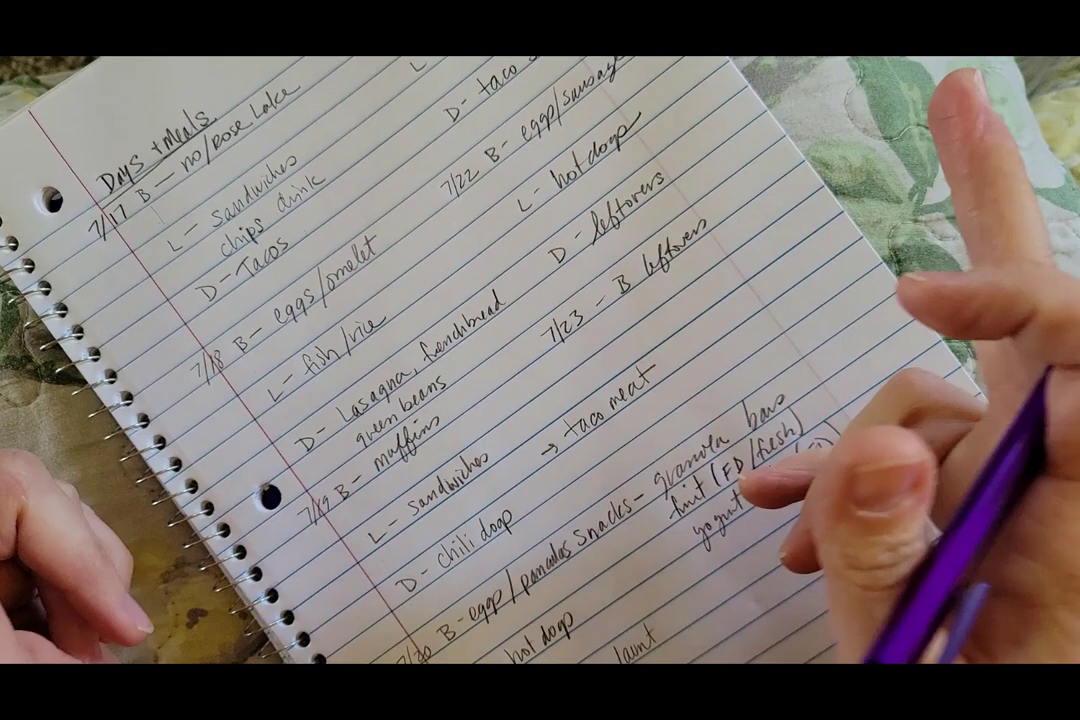 Days + Meals
7/17 B - no/Rose Lake
L - sandwiches
chips drink
D - Tacos
7/18 B - eggs/omelet
L - fish/rice
D - Lasagna, frenchbread
green beans
7/19 B - muffins
L - sandwiches
D - chili dogs
7/20 B - eggs/pancakes
hot dogs
L
D - taco
7/22 B - eggs/sausage
L - hot dogs
D - leftovers
7/23 - B leftovers
→ taco meat
snacks - granola bars
fruit (FD/fresh)
yogurt